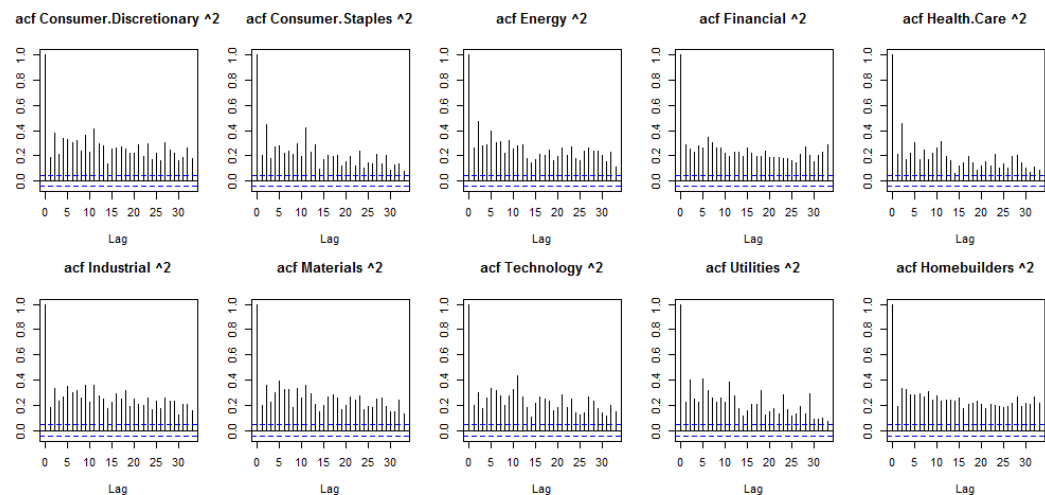 acf Consumer.Discretionary ^2
acf Consumer.Staples ^2
acf Energy ^2
acf Financial ^2
acf Health.Care ^2
0.0 0.2 0.4 0.6 0.8 1.0
0.0 0.2 0.4 0.6 0.8 1.0
0.0 0.2 0.4 0.6 0.8 1.0
0.0 0.2 0.4 0.6 0.8 1.0
0.0 0.2 0.4 0.6 0.8 1.0
0 5 10 15 20 25 30
0 5 10 15 20 25 30
0 5 10 15 20 25 30
0 5 10 15 20 25 30
0 5 10 15 20 25 30
Lag
Lag
Lag
Lag
Lag
acf Industrial ^2
acf Materials ^2
acf Technology ^2
acf Utilities ^2
acf Homebuilders ^2
0.0 0.2 0.4 0.6 0.8 1.0
0.0 0.2 0.4 0.6 0.8 1.0
0.0 0.2 0.4 0.6 0.8 1.0
0.0 0.2 0.4 0.6 0.8 1.0
0.0 0.2 0.4 0.6 0.8 1.0
0 5 10 15 20 25 30
0 5 10 15 20 25 30
0 5 10 15 20 25 30
0 5 10 15 20 25 30
0 5 10 15 20 25 30
Lag
Lag
Lag
Lag
Lag